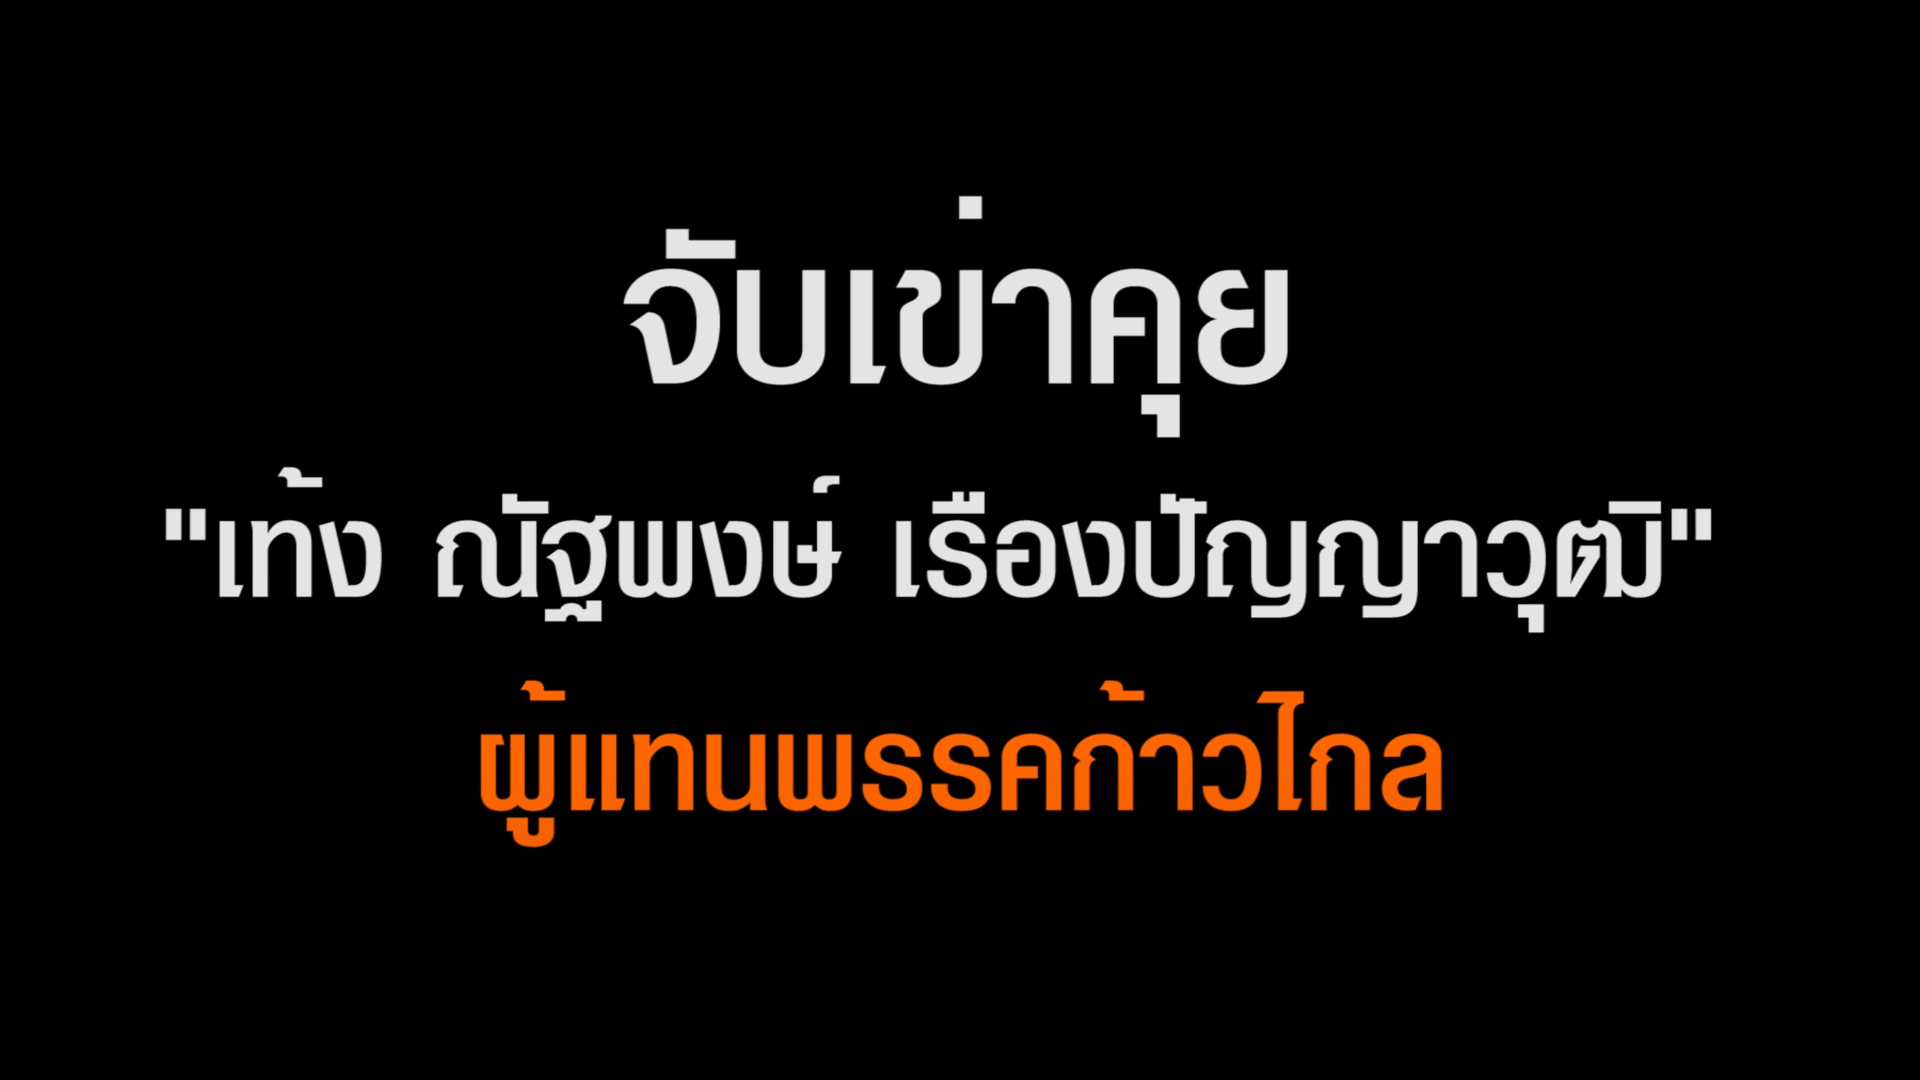 จับเข่าคุย
"เท้ง ณัฐพงษ์ เรืองปัญญาวุฒิ"
ผู้แทนพรรคก้าวไกล